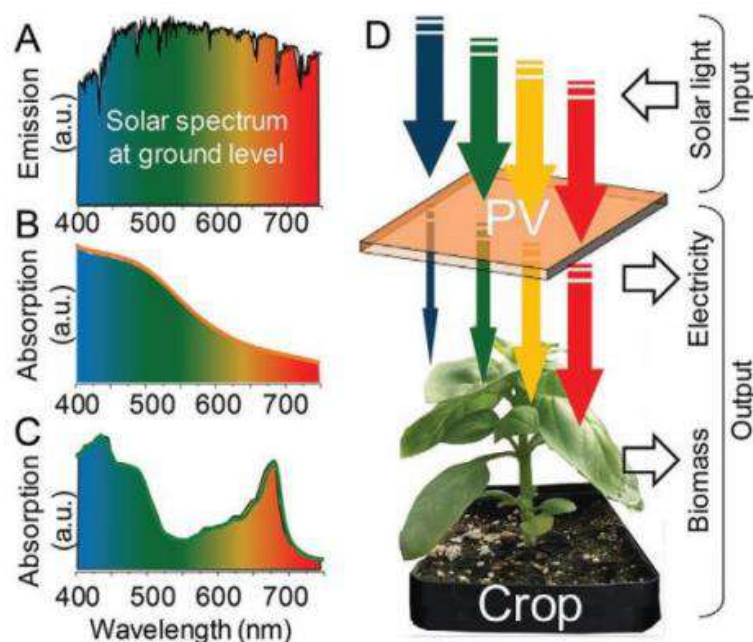 A
Emission
(a.u.)
Solar spectrum
at ground level
400 500 600 700
B
Absorption
(a.u.)
400 500 600 700
C
Absorption
(a.u.)
400 500 600 700
Wavelength (nm)
D
PV
Crop
Solar light
Input
Electricity
Biomass
Output